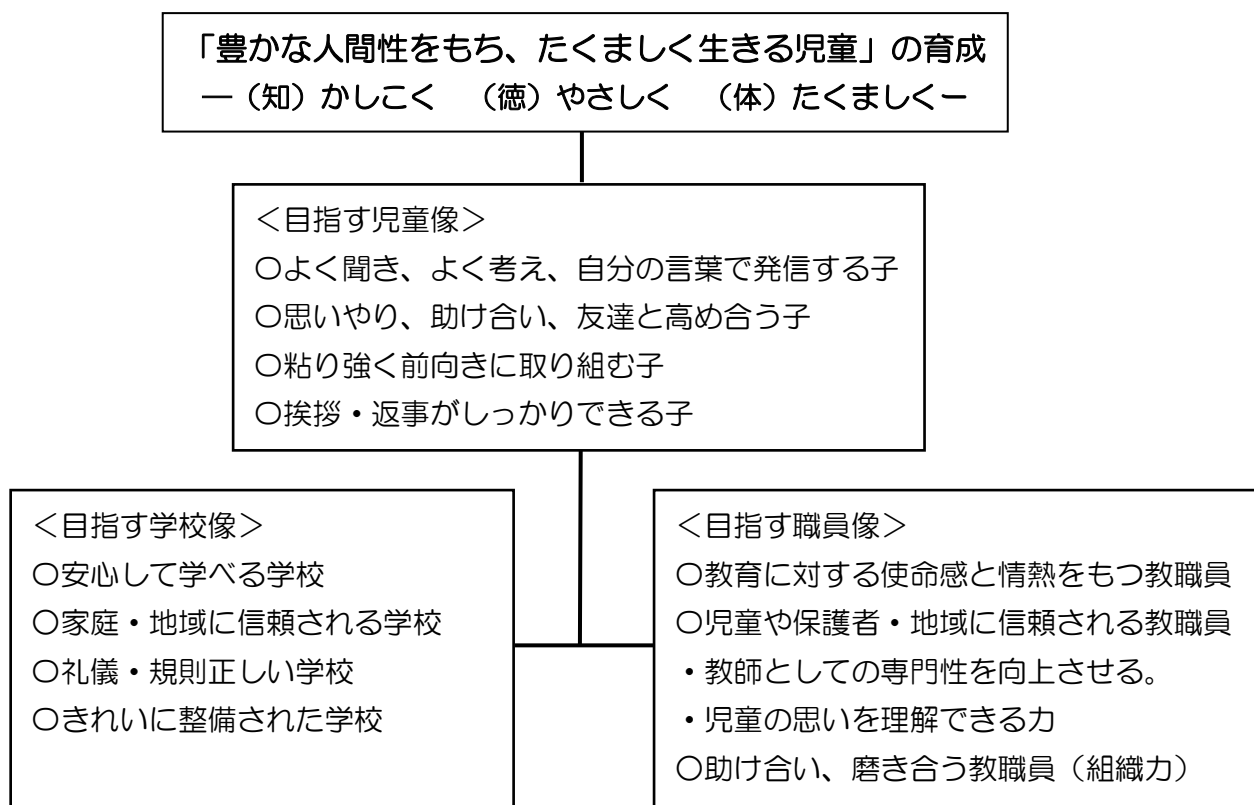 「豊かな人間性をもち、たくましく生きる児童」の育成
―（知）かしこく　（徳）やさしく　（体）たくましくー
＜目指す児童像＞
〇よく聞き、よく考え、自分の言葉で発信する子
〇思いやり、助け合い、友達と高め合う子
〇粘り強く前向きに取り組む子
〇挨拶・返事がしっかりできる子
＜目指す学校像＞
〇安心して学べる学校
〇家庭・地域に信頼される学校
〇礼儀・規則正しい学校
〇きれいに整備された学校
＜目指す職員像＞
〇教育に対する使命感と情熱をもつ教職員
〇児童や保護者・地域に信頼される教職員
・教師としての専門性を向上させる。
・児童の思いを理解できる力
〇助け合い、磨き合う教職員（組織力）